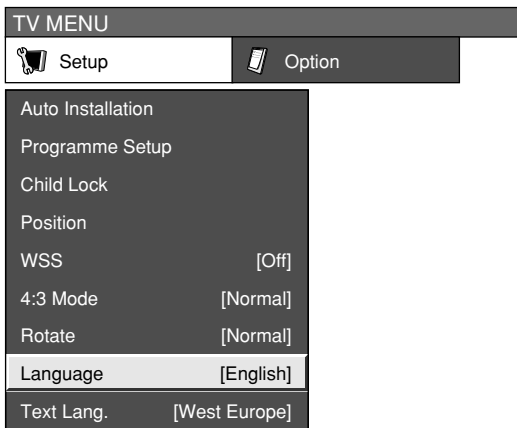 TV MENU
Setup Option
Auto Installation
Programme Setup
Child Lock
Position
WSS [Off]
4:3 Mode [Normal]
Rotate [Normal]
Language [English]
Text Lang. [West Europe]